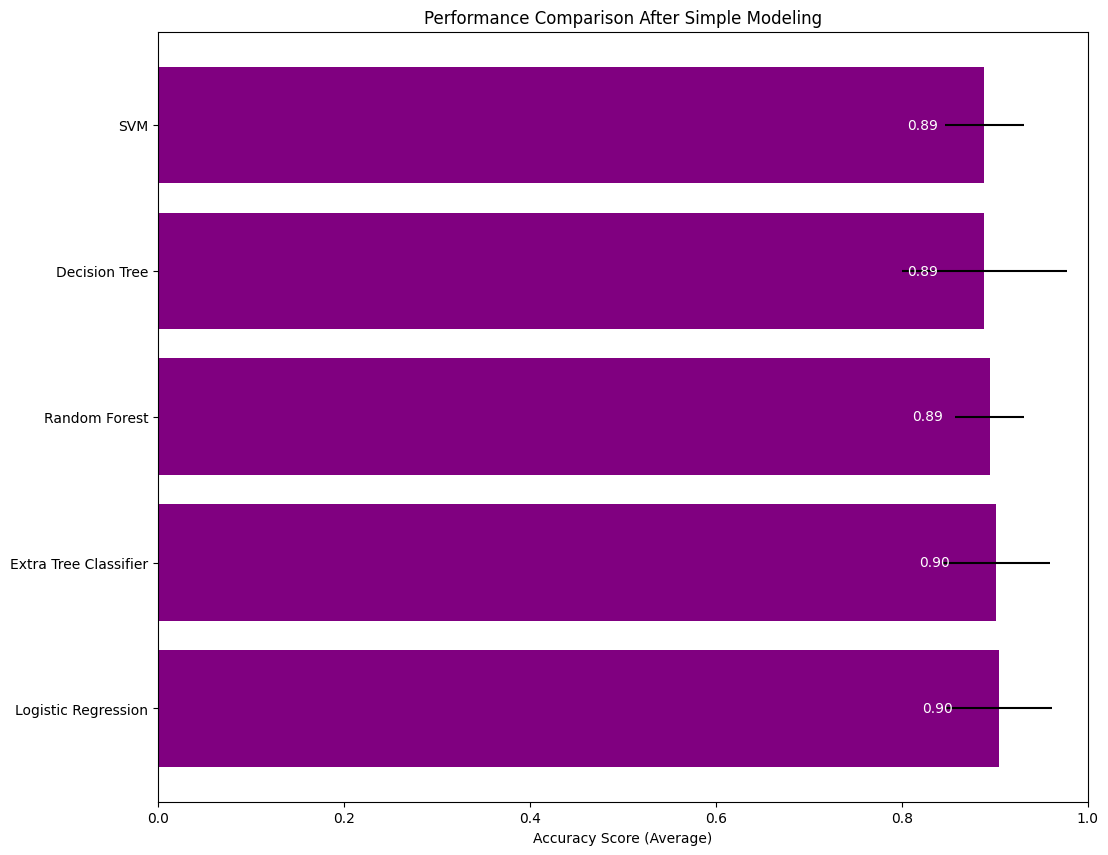 Performance Comparison After Simple Modeling
SVM
0.89
Decision Tree
0.89
Random Forest
0.89
Extra Tree Classifier
0.90
Logistic Regression
0.90
0.0 0.2 0.4 0.6 0.8 1.0
Accuracy Score (Average)